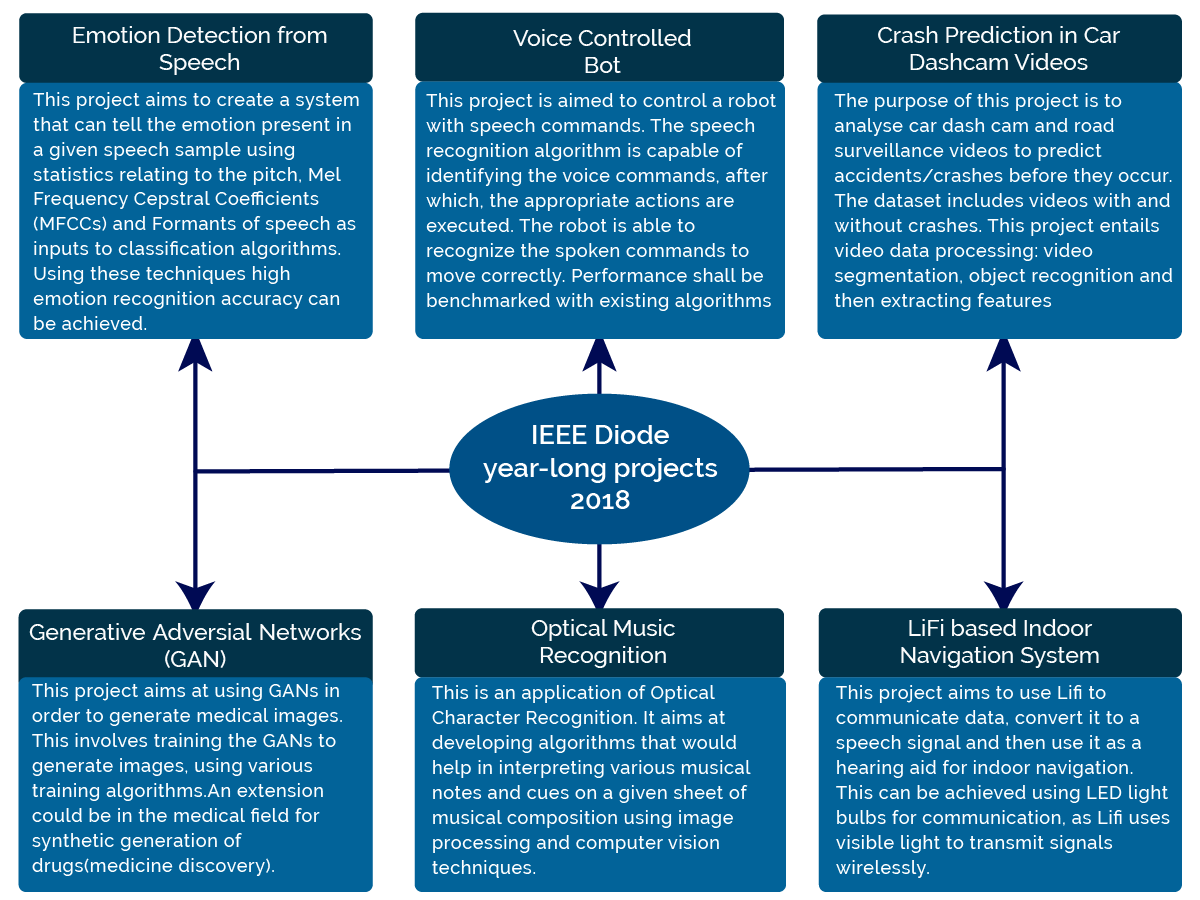 Emotion Detection from
Speech
This project aims to create a system
that can tell the emotion present in
a given speech sample using
statistics relating to the pitch, Mel
Frequency Cepstral Coefficients
(MFCCs) and Formants of speech as
inputs to classification algorithms.
Using these techniques high
emotion recognition accuracy can
be achieved.
Voice Controlled
Bot
This project is aimed to control a robot
with speech commands. The speech
recognition algorithm is capable of
identifying the voice commands, after
which, the appropriate actions are
executed. The robot is able to
recognize the spoken commands to
move correctly. Performance shall be
benchmarked with existing algorithms
Crash Prediction in Car
Dashcam Videos
The purpose of this project is to
analyse car dash cam and road
surveillance videos to predict
accidents/crashes before they occur.
The dataset includes videos with and
without crashes. This project entails
video data processing: video
segmentation, object recognition and
then extracting features
IEEE Diode
year-long projects
2018
Generative Adversial Networks
(GAN)
This project aims at using GANs in
order to generate medical images.
This involves training the GANs to
generate images, using various
training algorithms.An extension
could be in the medical field for
synthetic generation of
drugs(medicine discovery).
Optical Music
Recognition
This is an application of Optical
Character Recognition. It aims at
developing algorithms that would
help in interpreting various musical
notes and cues on a given sheet of
musical composition using image
processing and computer vision
techniques.
LiFi based Indoor
Navigation System
This project aims to use Lifi to
communicate data, convert it to a
speech signal and then use it as a
hearing aid for indoor navigation.
This can be achieved using LED light
bulbs for communication, as Lifi uses
visible light to transmit signals
wirelessly.